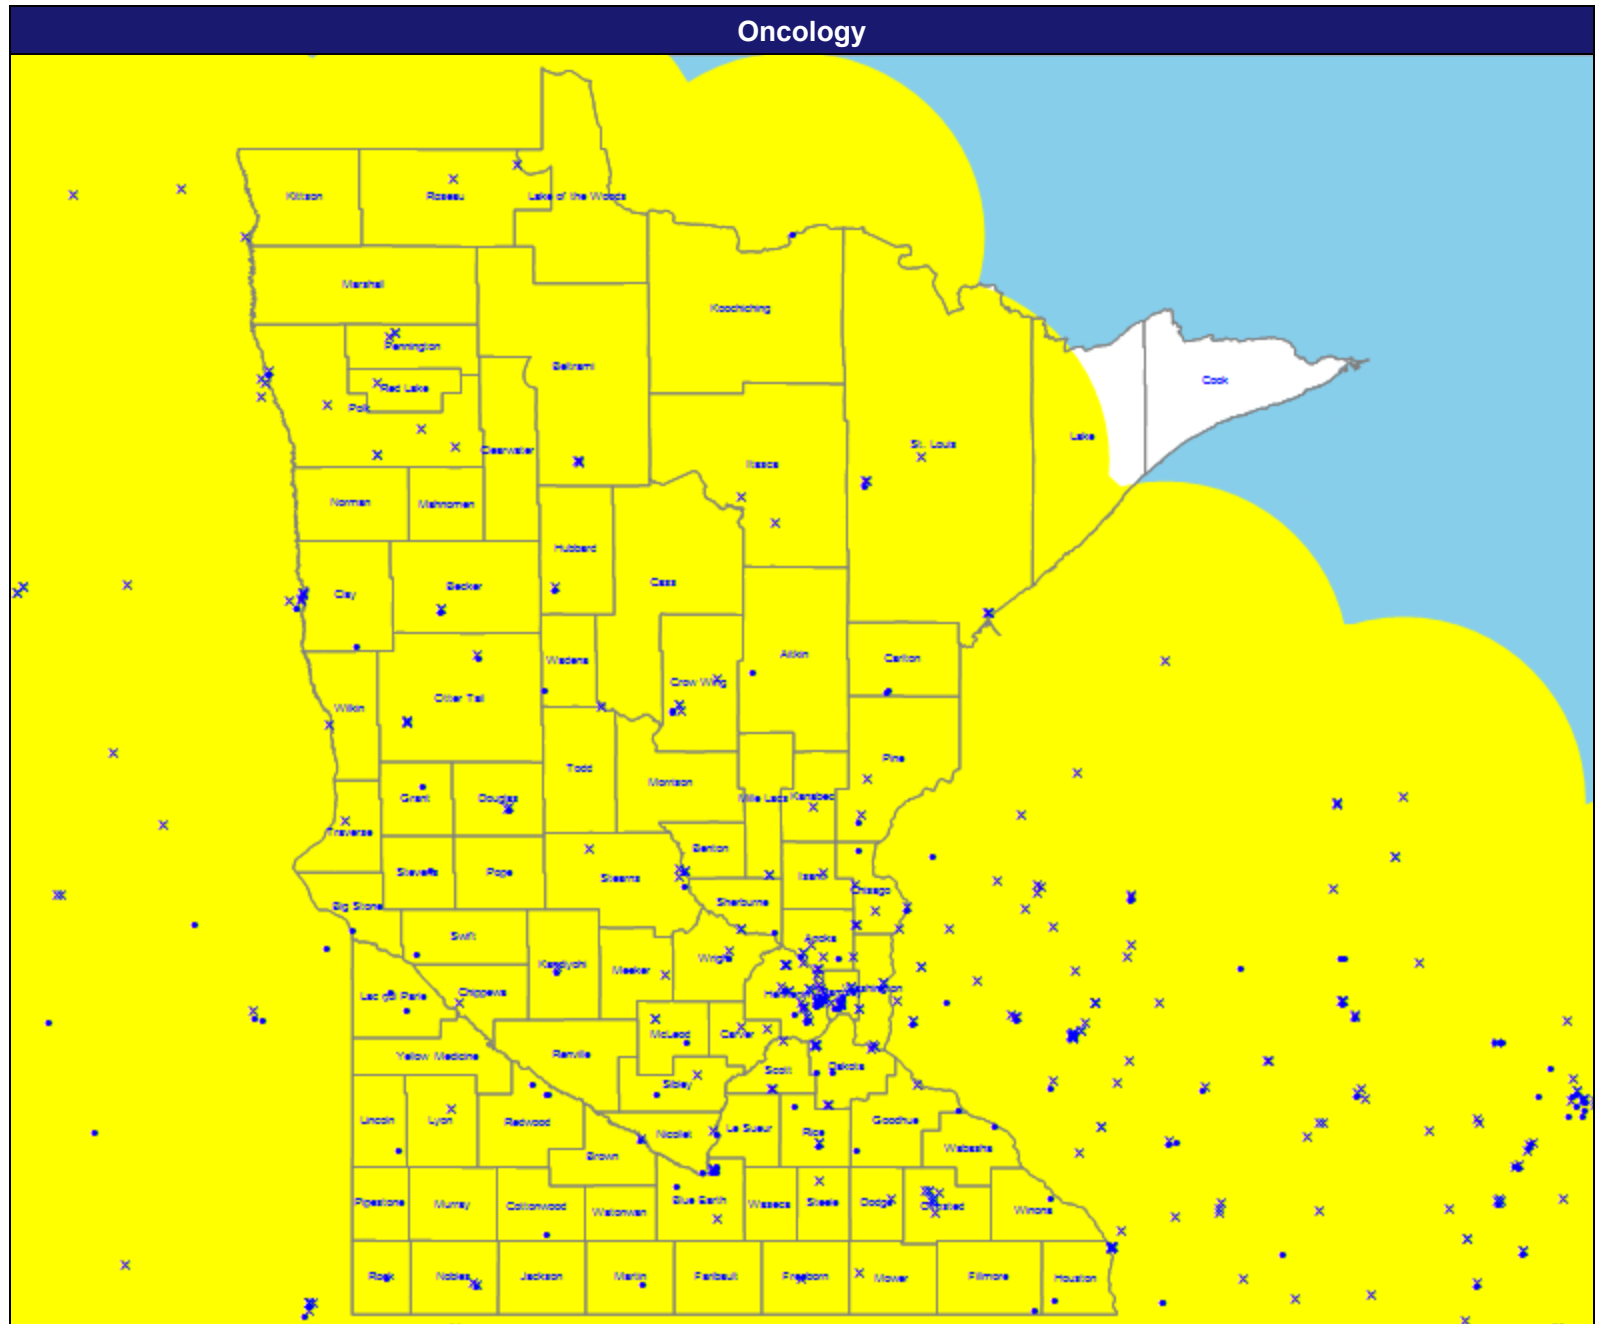 Oncology
Kittson
Roseau
Lake of the Woods
Marshall
Koochiching
Pennington
Beltrami
Red Lake
Polk
Cook
Lake
St. Louis
Clearwater
Itasca
Norman
Mahnomen
Hubbard
Cass
Clay
Becker
Aitkin
Carlton
Wadena
Crow Wing
Otter Tail
Wilkin
Pine
Todd
Morrison
Grant
Douglas
Mille Lacs
Kanabec
Traverse
Benton
Stevens
Pope
Stearns
Isanti
Chisago
Sherburne
Big Stone
Swift
Anoka
Kandiyohi
Meeker
Wright
Lac qui Parle
Chippewa
Washington
McLeod
Carver
Yellow Medicine
Renville
Scott
Dakota
Sibley
Lincoln
Lyon
Redwood
Nicollet
Le Sueur
Rice
Goodhue
Brown
Wabasha
Pipestone
Murray
Cottonwood
Watonwan
Blue Earth
Waseca
Steele
Dodge
Olmsted
Winona
Rock
Nobles
Jackson
Martin
Faribault
Freeborn
Mower
Fillmore
Houston